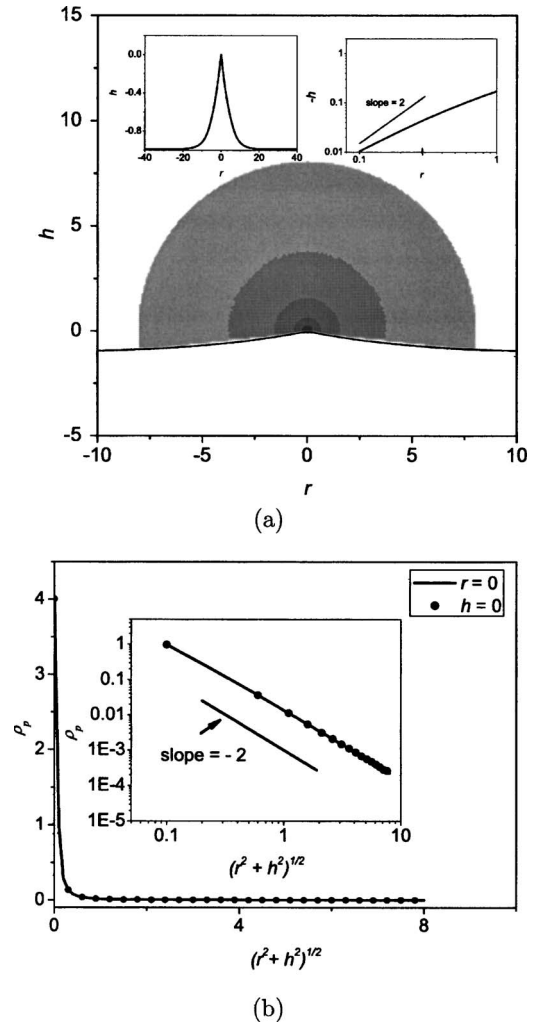 15
10
5
0
-5
h
-10
-5
0
5
10
r
0.0
-0.4
-0.8
h
-40
-20
0
20
40
r
1
0.1
0.01
-h
slope = 2
0.1
1
r
(a)
4
3
2
1
0
ρp
r = 0
h = 0
1
0.1
0.01
1E-3
1E-4
1E-5
ρp
slope = - 2
0.1
1
10
(r² + h²)^1/2
0
4
8
(r²+ h²)^1/2
(b)